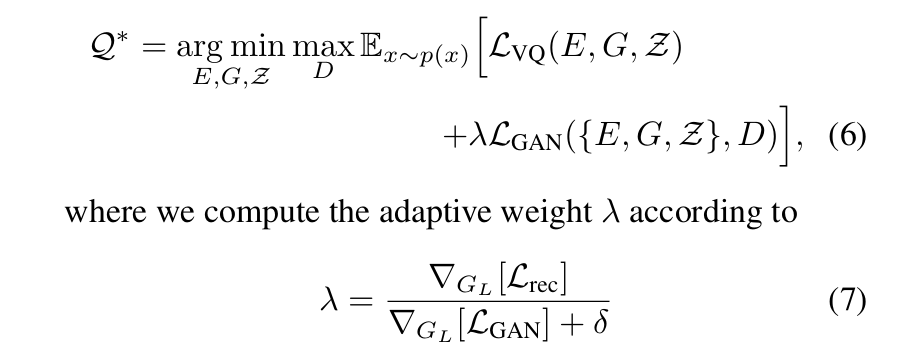 𝒬* = arg min max 𝔼ₓ∼ₚ₍ₓ₎[ℒ_VQ(E, G, 𝒵)
E,G,𝒵 D
+λℒ_GAN({E, G, 𝒵}, D)], (6)
where we compute the adaptive weight λ according to
λ = ∇_{G_L}[ℒ_rec] / (∇_{G_L}[ℒ_GAN] + δ) (7)